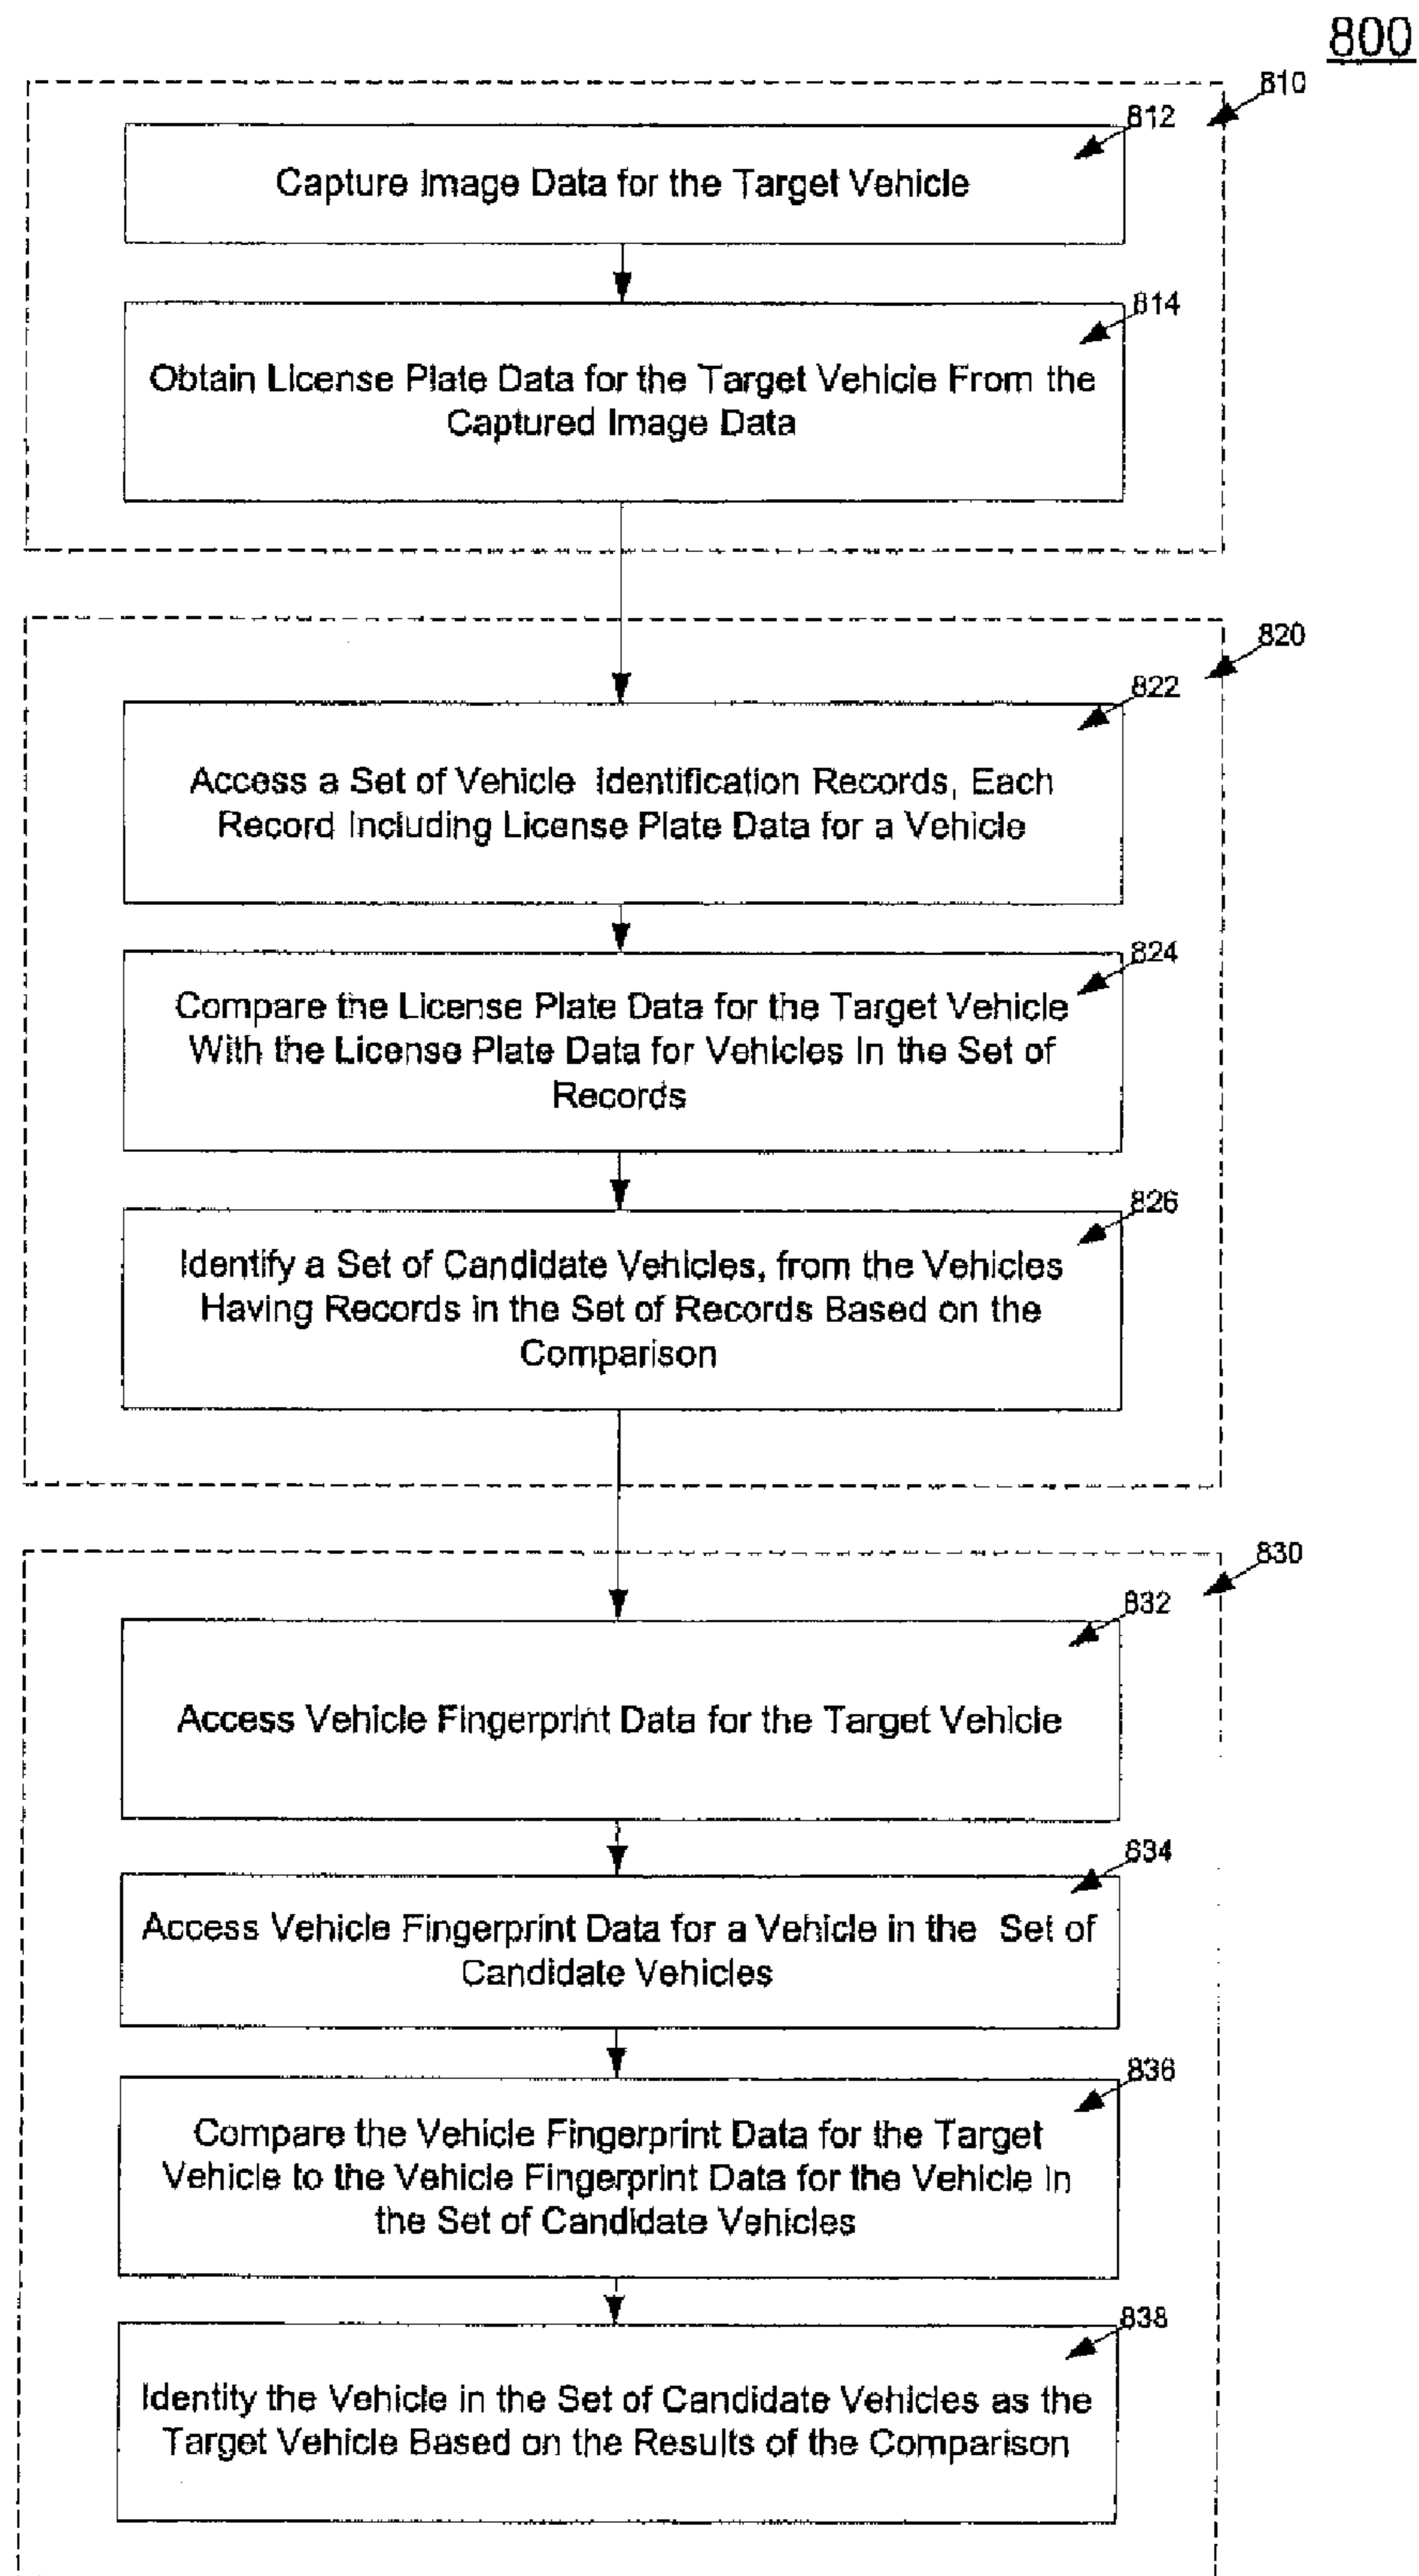 800
810
812
Capture Image Data for the Target Vehicle
814
Obtain License Plate Data for the Target Vehicle From the
Captured Image Data
820
822
Access a Set of Vehicle Identification Records, Each
Record Including License Plate Data for a Vehicle
824
Compare the License Plate Data for the Target Vehicle
With the License Plate Data for Vehicles In the Set of
Records
826
Identify a Set of Candidate Vehicles, from the Vehicles
Having Records in the Set of Records Based on the
Comparison
830
832
Access Vehicle Fingerprint Data for the Target Vehicle
834
Access Vehicle Fingerprint Data for a Vehicle in the Set of
Candidate Vehicles
836
Compare the Vehicle Fingerprint Data for the Target
Vehicle to the Vehicle Fingerprint Data for the Vehicle In
the Set of Candidate Vehicles
838
Identity the Vehicle in the Set of Candidate Vehicles as the
Target Vehicle Based on the Results of the Comparison